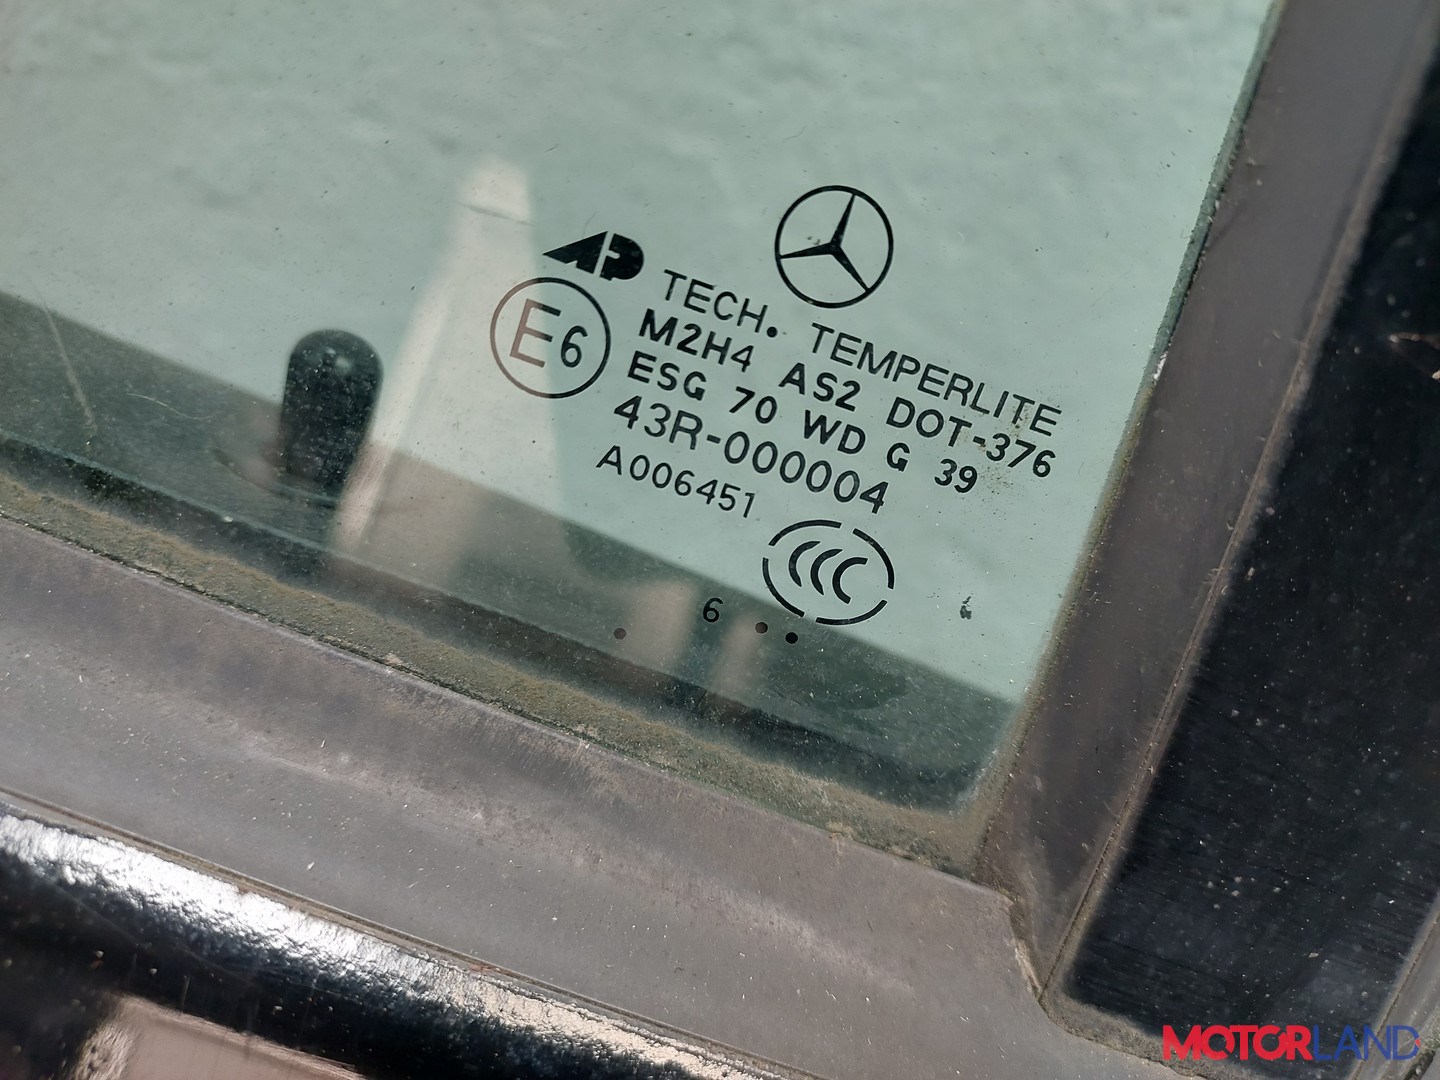 AP
TECH. TEMPERLITE
E6
M2H4 AS2 DOT-376
ESG 70 WD G 39
43R-000004
A006451
CCC
. 6 ..
MOTORLAND